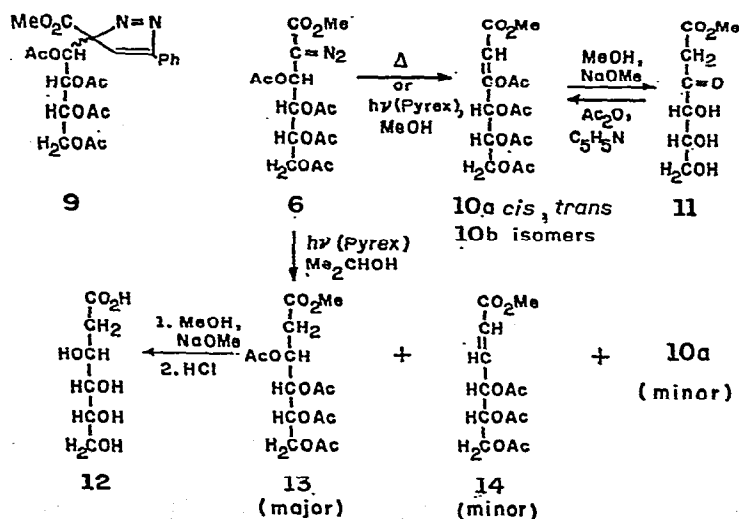 MeO2C N=N
AcOCH Ph
HCOAc
HCOAc
H2COAc
9
CO2Me
C=N2
AcOCH
HCOAc
HCOAc
H2COAc
6
Δ
or
hν (Pyrex),
MeOH
CO2Me
CH
COAc
HCOAc
HCOAc
H2COAc
10a cis, trans
10b isomers
MeOH,
NaOMe
Ac2O,
C5H5N
CO2Me
CH2
C=O
HCOH
HCOH
H2COH
11
hν (Pyrex)
Me2CHOH
CO2H
CH2
HOCH
HCOH
HCOH
H2COH
12
1. MeOH,
NaOMe
2. HCl
CO2Me
CH2
AcOCH
HCOAc
HCOAc
H2COAc
13
(major)
+
CO2Me
CH
CH
HCOAc
HCOAc
H2COAc
14
(minor)
+
10a
(minor)